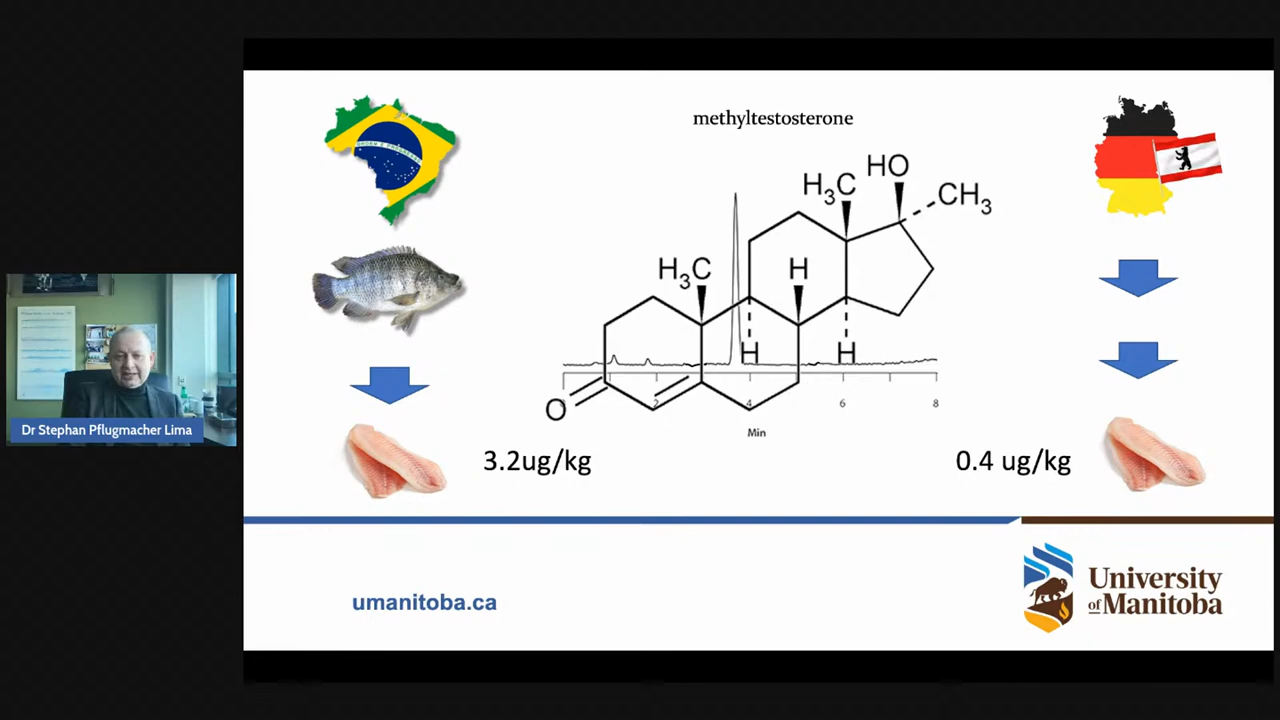 methyltestosterone
HO
H₃C
CH₃
H₃C
H
H
H
O
2
4
6
8
Min
3.2ug/kg
0.4 ug/kg
Dr Stephan Pflugmacher Lima
umanitoba.ca
University
of Manitoba